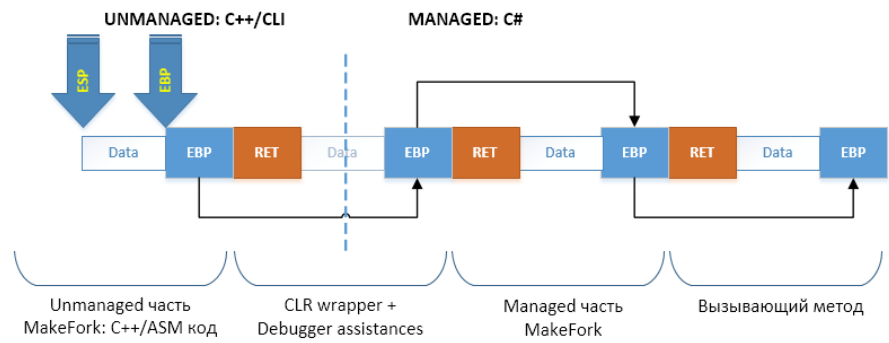 UNMANAGED: C++/CLI
MANAGED: C#
ESP
EBP
Data
EBP
RET
Data
EBP
RET
Data
EBP
RET
Data
EBP
Unmanaged часть
MakeFork: C++/ASM код
CLR wrapper +
Debugger assistances
Managed часть
MakeFork
Вызывающий метод